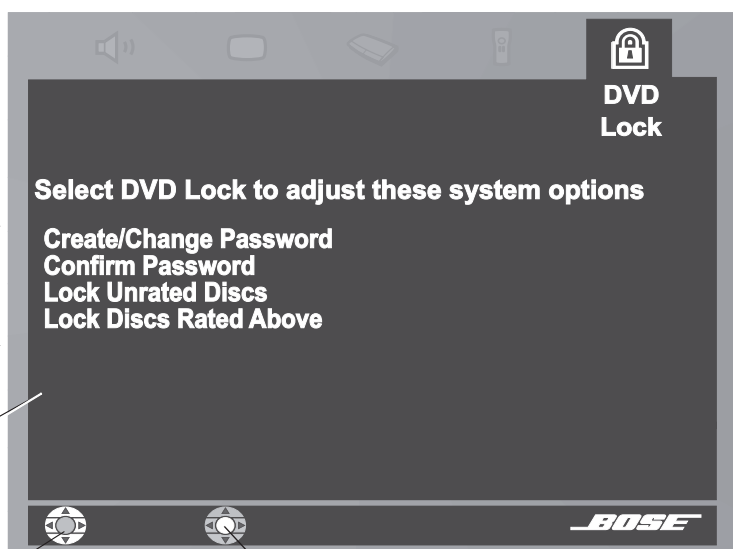 DVD
Lock
Select DVD Lock to adjust these system options
Create/Change Password
Confirm Password
Lock Unrated Discs
Lock Discs Rated Above
BOSE